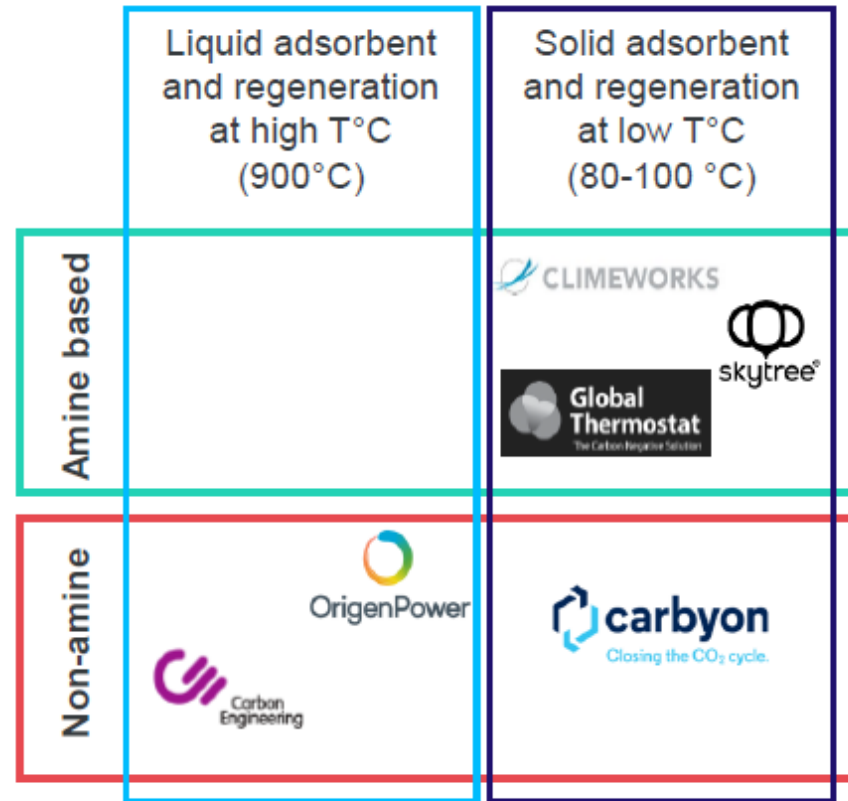 Liquid adsorbent
and regeneration
at high T°C
(900°C)
Solid adsorbent
and regeneration
at low T°C
(80-100 °C)
Amine based
CLIMEWORKS
skytree®
Global
Thermostat
The Carbon Negative Solution
Non-amine
OrigenPower
Carbon
Engineering
carbyon
Closing the CO₂ cycle.